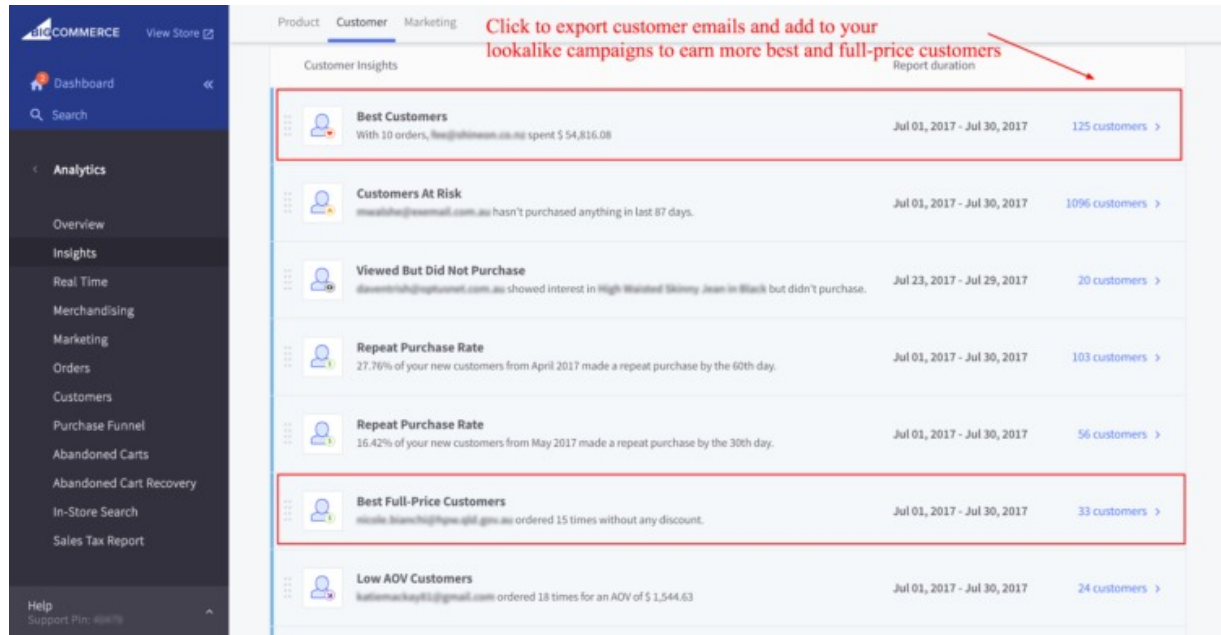 BIGCOMMERCE
View Store
Product Customer Marketing
Click to export customer emails and add to your
lookalike campaigns to earn more best and full-price customers
2
Dashboard
Search
Analytics
Overview
Insights
Real Time
Merchandising
Marketing
Orders
Customers
Purchase Funnel
Abandoned Carts
Abandoned Cart Recovery
In-Store Search
Sales Tax Report
Help
Support Pin:
Customer Insights Report duration
Best Customers
With 10 orders, spent $ 54,816.08
Jul 01, 2017 - Jul 30, 2017
125 customers >
Customers At Risk
hasn't purchased anything in last 87 days.
Jul 01, 2017 - Jul 30, 2017
1096 customers >
Viewed But Did Not Purchase
showed interest in but didn't purchase.
Jul 23, 2017 - Jul 29, 2017
20 customers >
Repeat Purchase Rate
27.76% of your new customers from April 2017 made a repeat purchase by the 60th day.
Jul 01, 2017 - Jul 30, 2017
103 customers >
Repeat Purchase Rate
16.42% of your new customers from May 2017 made a repeat purchase by the 30th day.
Jul 01, 2017 - Jul 30, 2017
56 customers >
Best Full-Price Customers
ordered 15 times without any discount.
Jul 01, 2017 - Jul 30, 2017
33 customers >
Low AOV Customers
ordered 18 times for an AOV of $ 1,544.63
Jul 01, 2017 - Jul 30, 2017
24 customers >